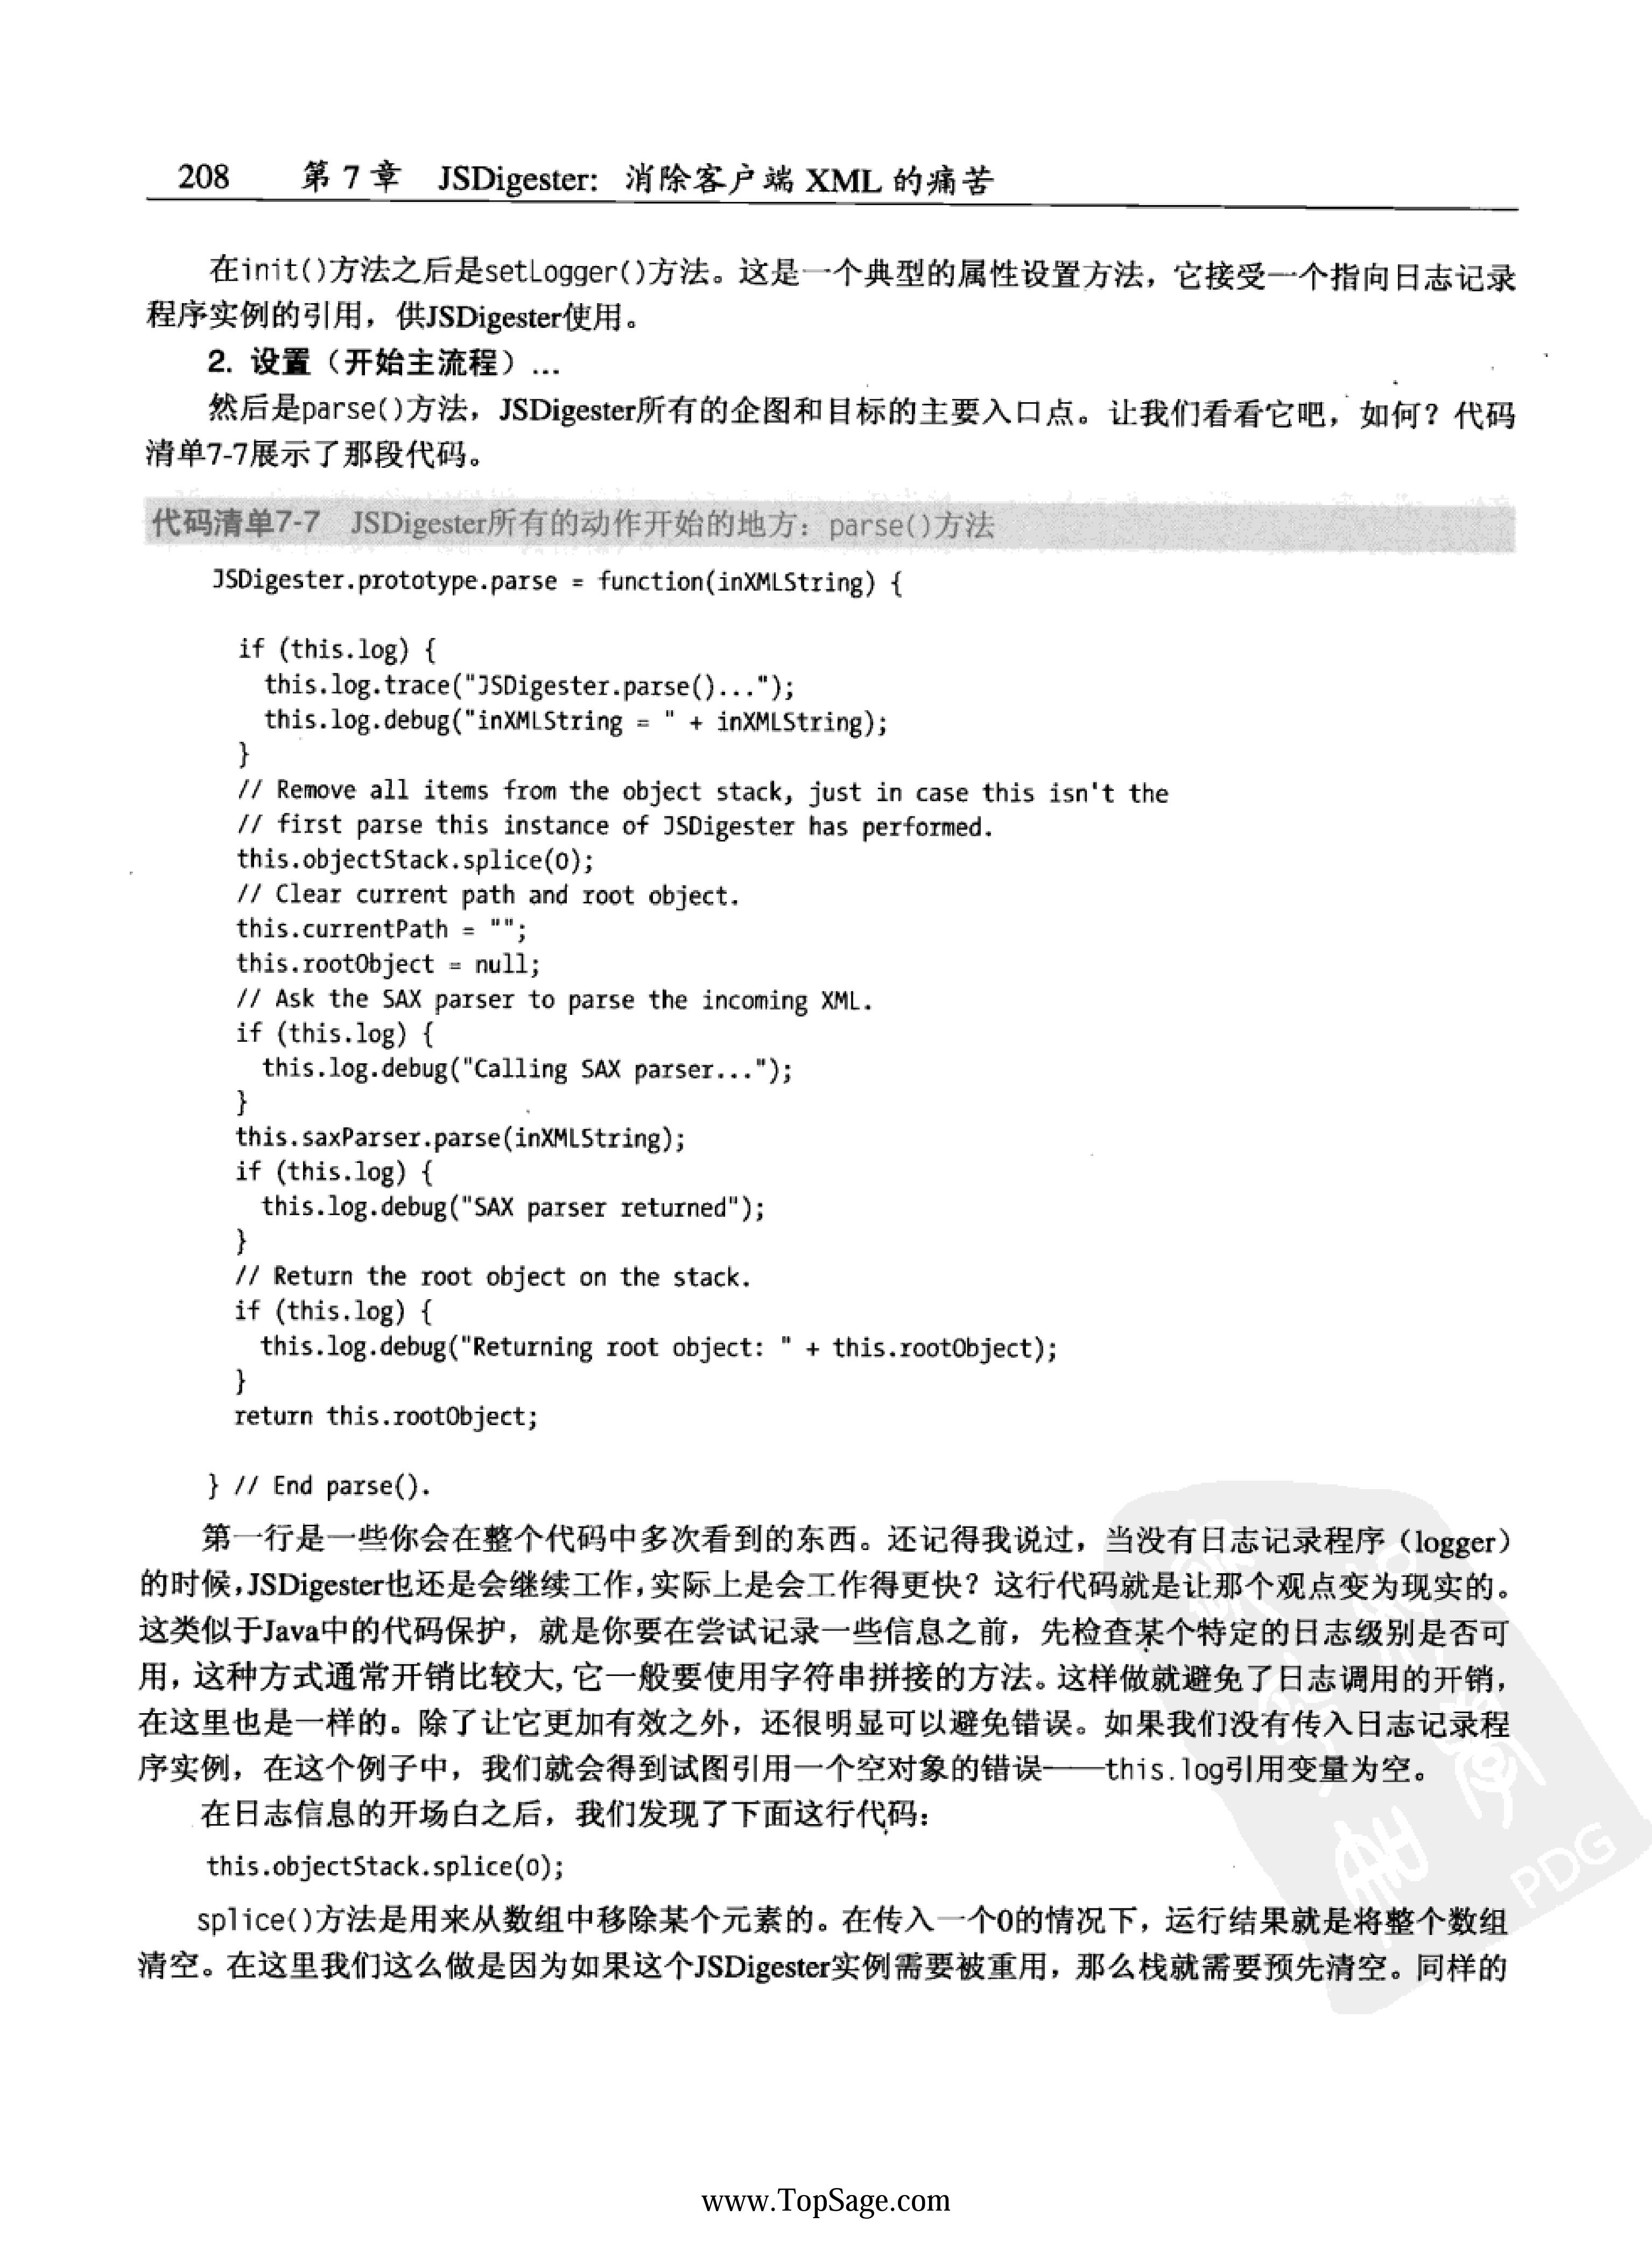 208 第 7 章 JSDigester: 消除客户端 XML 的痛苦
在init()方法之后是setLogger()方法。这是一个典型的属性设置方法，它接受一个指向日志记录
程序实例的引用，供JSDigester使用。
2. 设置（开始主流程）...
然后是parse()方法，JSDigester所有的企图和目标的主要入口点。让我们看看它吧，如何？代码
清单7-7展示了那段代码。
代码清单7-7 JSDigester所有的动作开始的地方：parse()方法
JSDigester.prototype.parse = function(inXMLString) {
if (this.log) {
this.log.trace("JSDigester.parse()...");
this.log.debug("inXMLString = " + inXMLString);
}
// Remove all items from the object stack, just in case this isn't the
// first parse this instance of JSDigester has performed.
this.objectStack.splice(0);
// Clear current path and root object.
this.currentPath = "";
this.rootObject = null;
// Ask the SAX parser to parse the incoming XML.
if (this.log) {
this.log.debug("Calling SAX parser...");
}
this.saxParser.parse(inXMLString);
if (this.log) {
this.log.debug("SAX parser returned");
}
// Return the root object on the stack.
if (this.log) {
this.log.debug("Returning root object: " + this.rootObject);
}
return this.rootObject;
} // End parse().
第一行是一些你会在整个代码中多次看到的东西。还记得我说过，当没有日志记录程序（logger）
的时候，JSDigester也还是会继续工作，实际上是会工作得更快？这行代码就是让那个观点变为现实的。
这类似于Java中的代码保护，就是你要在尝试记录一些信息之前，先检查某个特定的日志级别是否可
用，这种方式通常开销比较大，它一般要使用字符串拼接的方法。这样做就避免了日志调用的开销，
在这里也是一样的。除了让它更加有效之外，还很明显可以避免错误。如果我们没有传入日志记录程
序实例，在这个例子中，我们就会得到试图引用一个空对象的错误——this.log引用变量为空。
在日志信息的开场白之后，我们发现了下面这行代码：
this.objectStack.splice(0);
splice()方法是用来从数组中移除某个元素的。在传入一个0的情况下，运行结果就是将整个数组
清空。在这里我们这么做是因为如果这个JSDigester实例需要被重用，那么栈就需要预先清空。同样的
PDG
www.TopSage.com